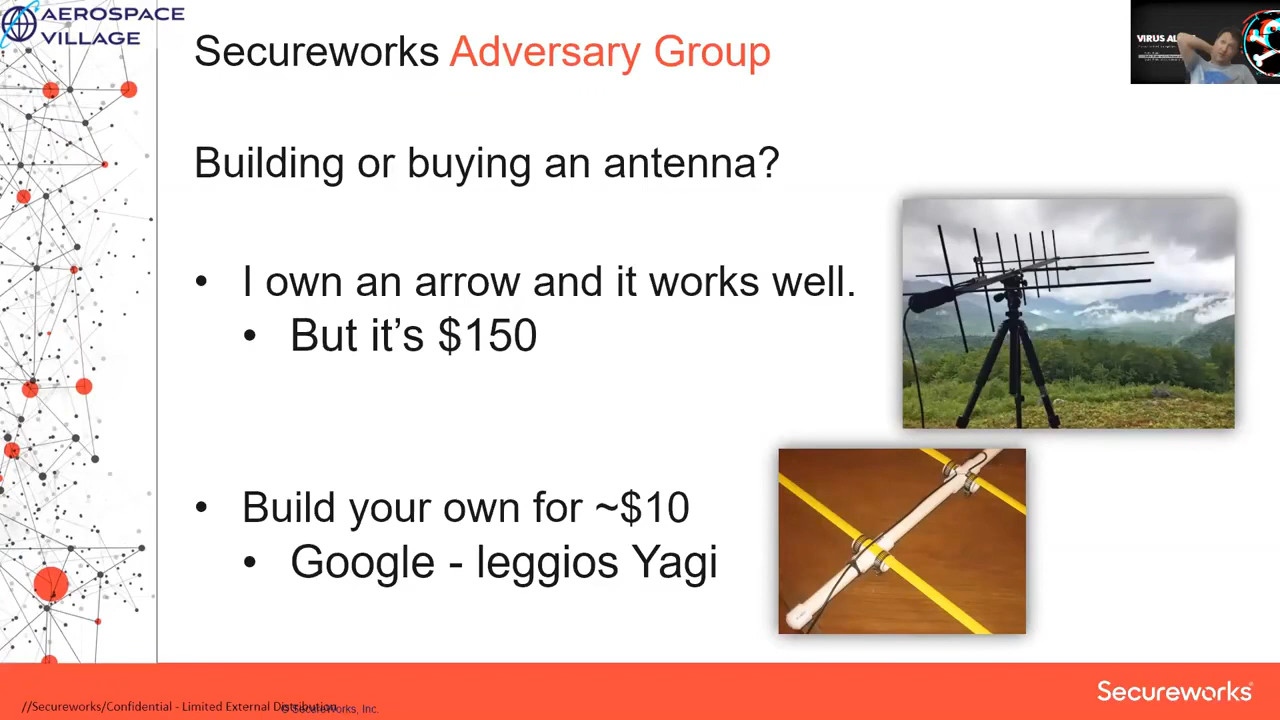 AEROSPACE
VILLAGE
Secureworks Adversary Group
VIRUS AL
Building or buying an antenna?
• I own an arrow and it works well.
• But it’s $150
• Build your own for ~$10
• Google - leggios Yagi
Secureworks
//Secureworks/Confidential - Limited External Distribution
© SecureWorks, Inc.